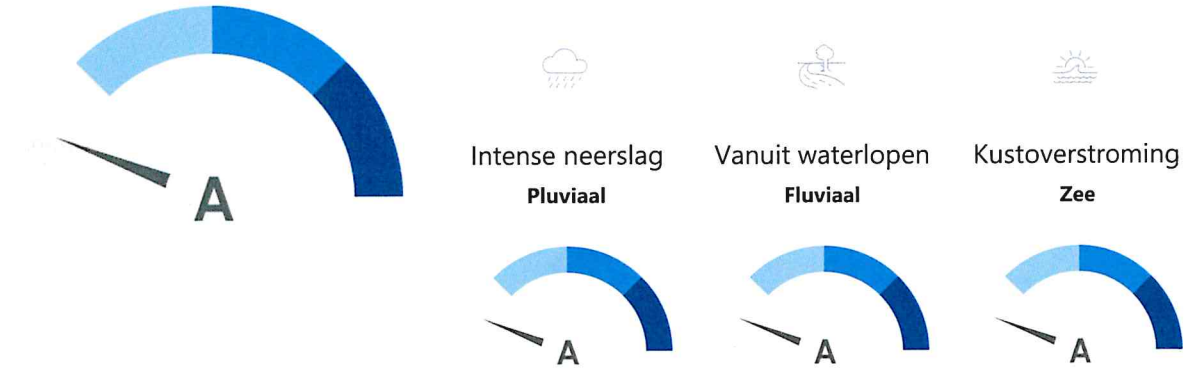 A
Intense neerslag
Vanuit waterlopen
Kustoverstroming
Pluviaal
Fluviaal
Zee
A
A
A